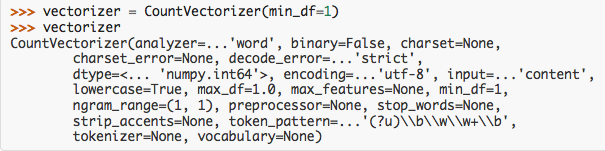 >>> vectorizer = CountVectorizer(min_df=1)
>>> vectorizer
CountVectorizer(analyzer=...'word', binary=False, charset=None,
        charset_error=None, decode_error=...'strict',
        dtype=<... 'numpy.int64'>, encoding=...'utf-8', input=...'content',
        lowercase=True, max_df=1.0, max_features=None, min_df=1,
        ngram_range=(1, 1), preprocessor=None, stop_words=None,
        strip_accents=None, token_pattern=...'(?u)\\b\\w\\w+\\b',
        tokenizer=None, vocabulary=None)